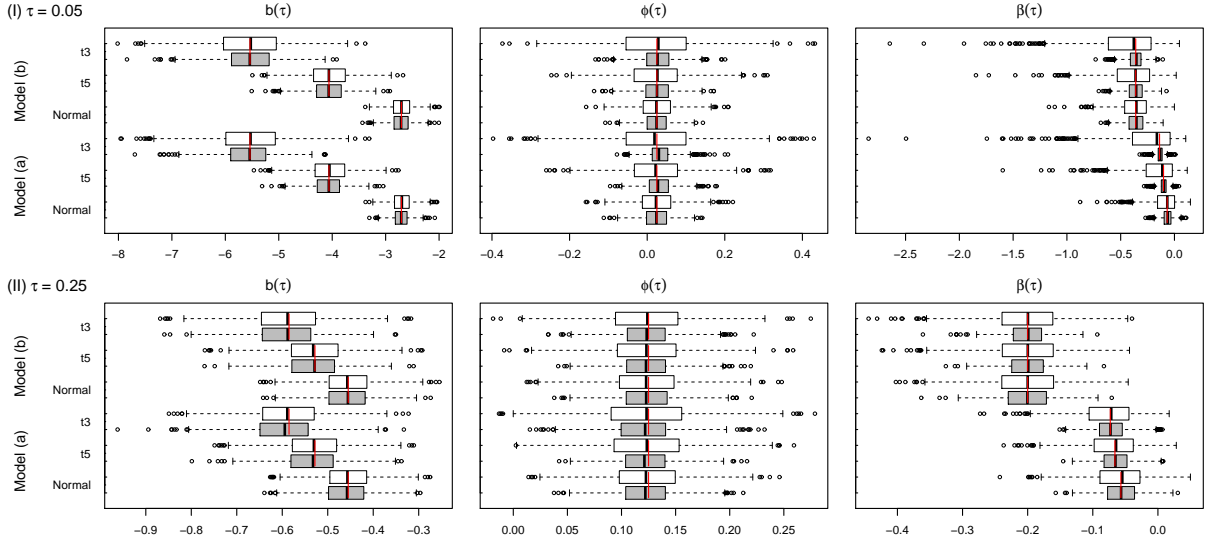 (I) τ = 0.05
b(τ)
ϕ(τ)
β(τ)
Model (b)
t3
t5
Normal
Model (a)
t3
t5
Normal
−8 −7 −6 −5 −4 −3 −2
−0.4 −0.2 0.0 0.2 0.4
−2.5 −2.0 −1.5 −1.0 −0.5 0.0
(II) τ = 0.25
b(τ)
ϕ(τ)
β(τ)
Model (b)
t3
t5
Normal
Model (a)
t3
t5
Normal
−0.9 −0.8 −0.7 −0.6 −0.5 −0.4 −0.3
0.00 0.05 0.10 0.15 0.20 0.25
−0.4 −0.3 −0.2 −0.1 0.0